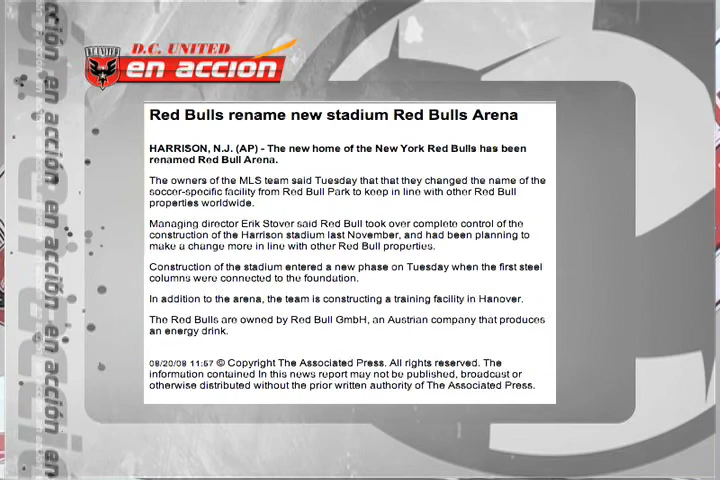 D.C. UNITED
en acción
Red Bulls rename new stadium Red Bulls Arena
HARRISON, N.J. (AP) - The new home of the New York Red Bulls has been
renamed Red Bull Arena.
The owners of the MLS team said Tuesday that that they changed the name of the
soccer-specific facility from Red Bull Park to keep in line with other Red Bull
properties worldwide.
Managing director Erik Stover said Red Bull took over complete control of the
construction of the Harrison stadium last November, and had been planning to
make a change more in line with other Red Bull properties.
Construction of the stadium entered a new phase on Tuesday when the first steel
columns were connected to the foundation.
In addition to the arena, the team is constructing a training facility in Hanover.
The Red Bulls are owned by Red Bull GmbH, an Austrian company that produces
an energy drink.
08/20/08 11:57 © Copyright The Associated Press. All rights reserved. The
information contained In this news report may not be published, broadcast or
otherwise distributed without the prior written authority of The Associated Press.
en acción en acción en acción en acción